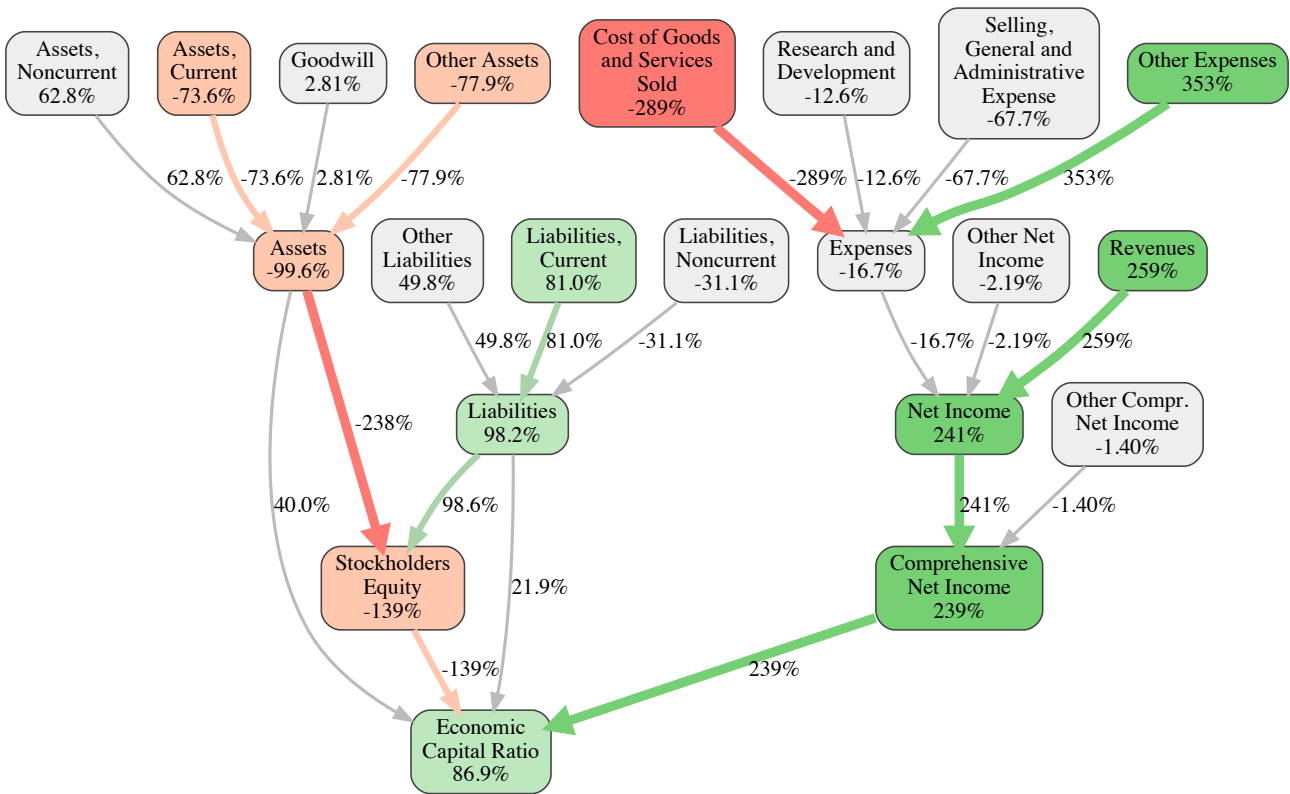 Assets,
Noncurrent
62.8%
Assets,
Current
-73.6%
Goodwill
2.81%
Other Assets
-77.9%
Cost of Goods
and Services
Sold
-289%
Research and
Development
-12.6%
Selling,
General and
Administrative
Expense
-67.7%
Other Expenses
353%
62.8%
-73.6%
2.81%
-77.9%
-289%
-12.6%
-67.7%
353%
Assets
-99.6%
Other
Liabilities
49.8%
Liabilities,
Current
81.0%
Liabilities,
Noncurrent
-31.1%
Expenses
-16.7%
Other Net
Income
-2.19%
Revenues
259%
49.8%
81.0%
-31.1%
-16.7%
-2.19%
259%
Liabilities
98.2%
Net Income
241%
Other Compr.
Net Income
-1.40%
-238%
40.0%
98.6%
241%
-1.40%
Stockholders
Equity
-139%
21.9%
Comprehensive
Net Income
239%
-139%
239%
Economic
Capital Ratio
86.9%